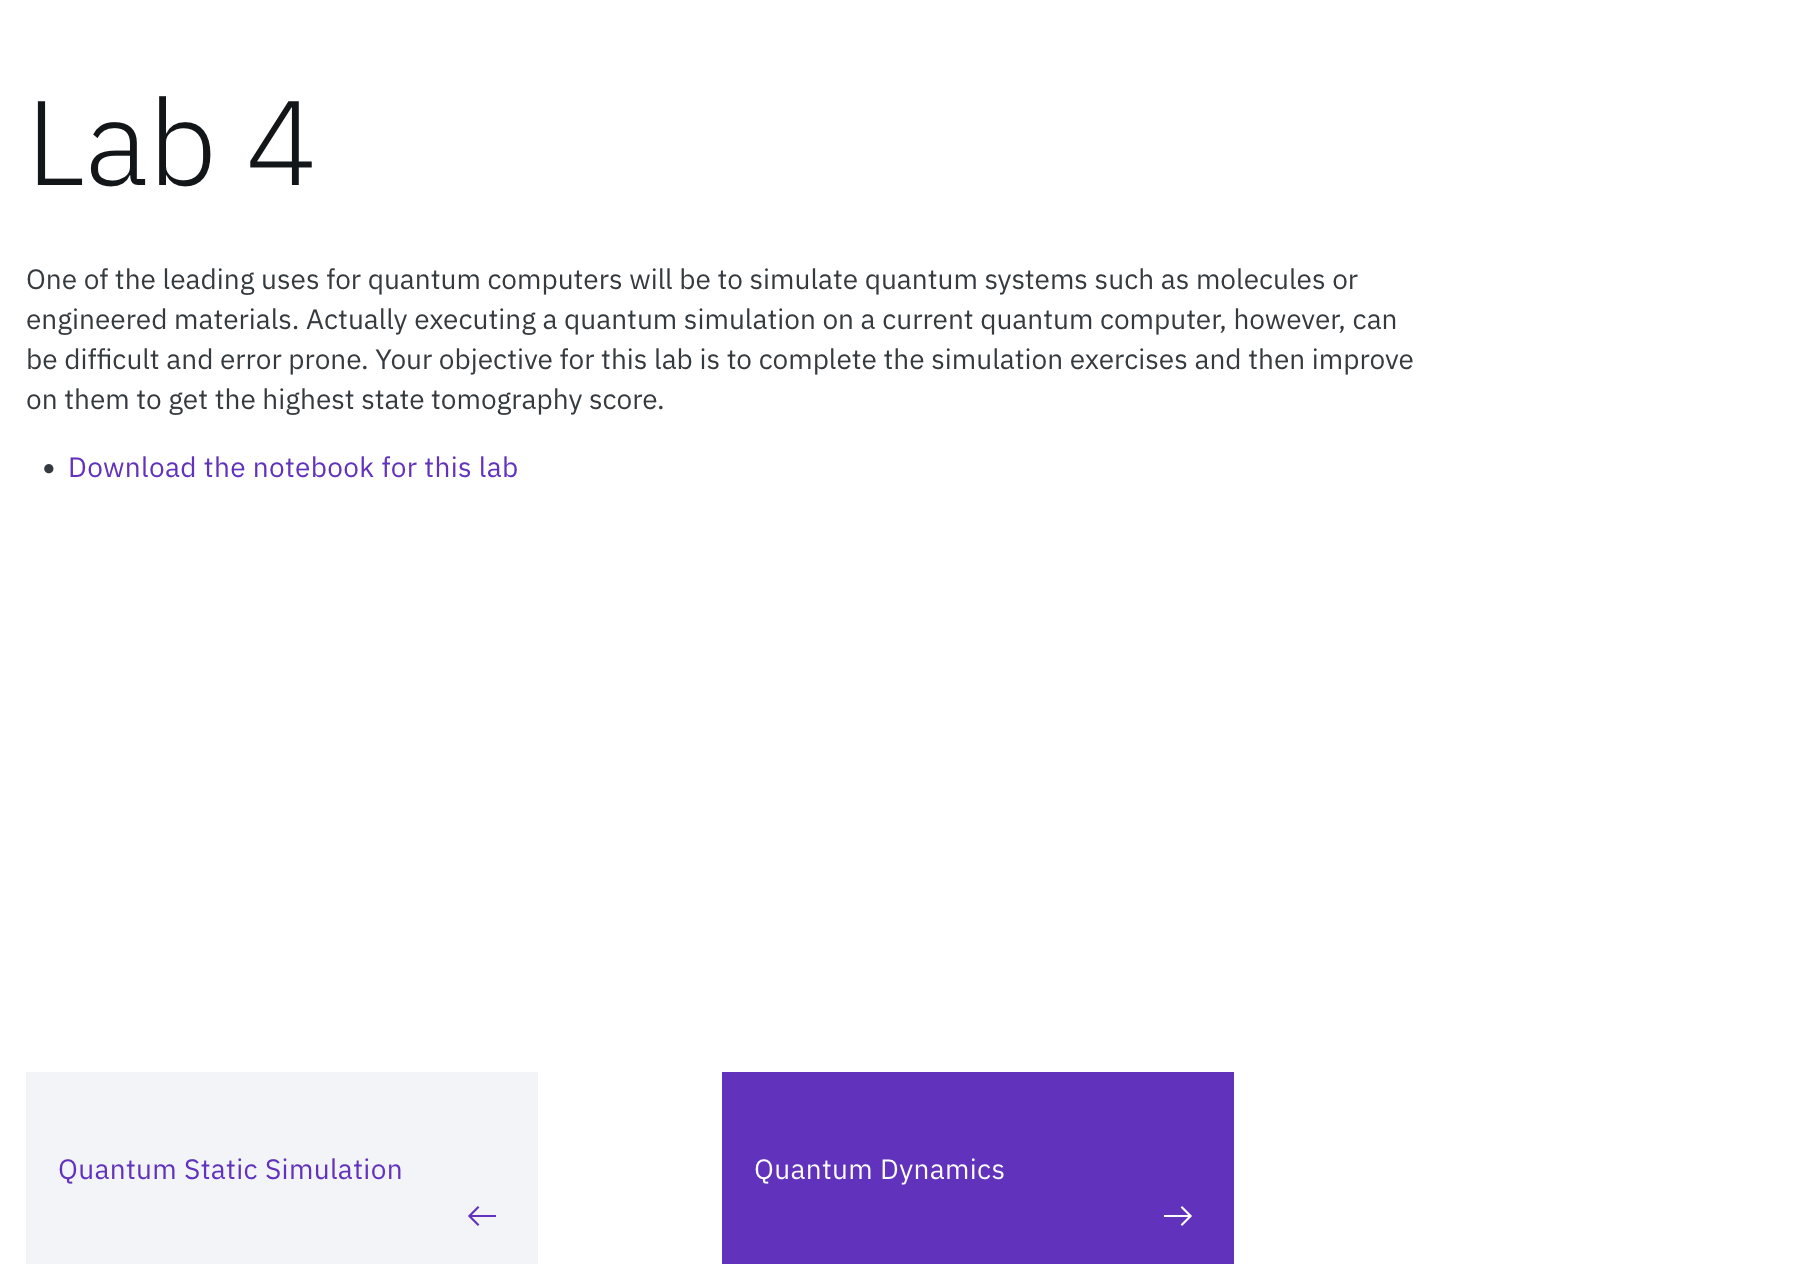 Lab 4
One of the leading uses for quantum computers will be to simulate quantum systems such as molecules or
engineered materials. Actually executing a quantum simulation on a current quantum computer, however, can
be difficult and error prone. Your objective for this lab is to complete the simulation exercises and then improve
on them to get the highest state tomography score.
• Download the notebook for this lab
Quantum Static Simulation
Quantum Dynamics